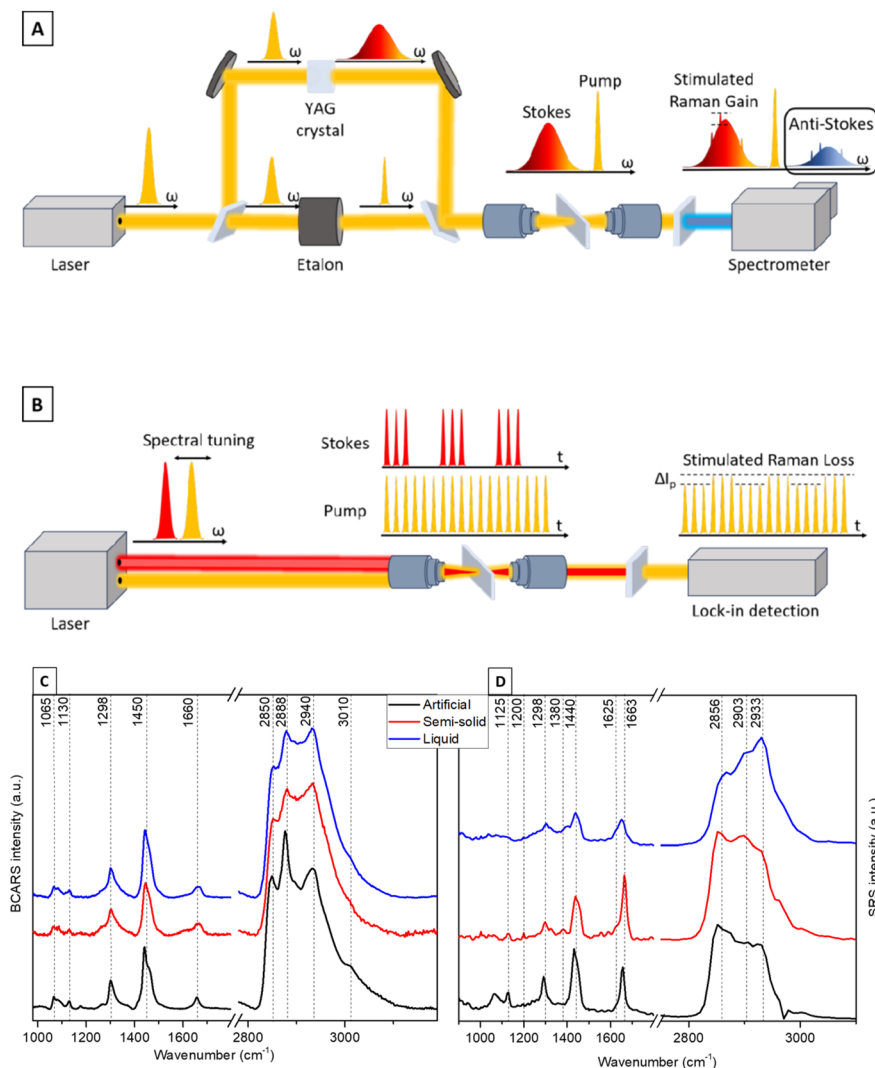 A
ω
ω
YAG
crystal
ω
ω
ω
Laser
Etalon
Stokes
Pump
ω
Stimulated
Raman Gain
Anti-Stokes
ω
Spectrometer
B
Spectral tuning
ω
Stokes
t
Pump
t
Stimulated Raman Loss
ΔIp
t
Laser
Lock-in detection
C
1065
1130
1298
1450
1660
2850
2888
2940
3010
Artificial
Semi-solid
Liquid
BCARS intensity (a.u.)
1000 1200 1400 1600 2800 3000
Wavenumber (cm-1)
D
1125
1200
1298
1380
1440
1625
1663
2856
2903
2933
SRS intensity (a.u.)
1000 1200 1400 1600 2800 3000
Wavenumber (cm-1)